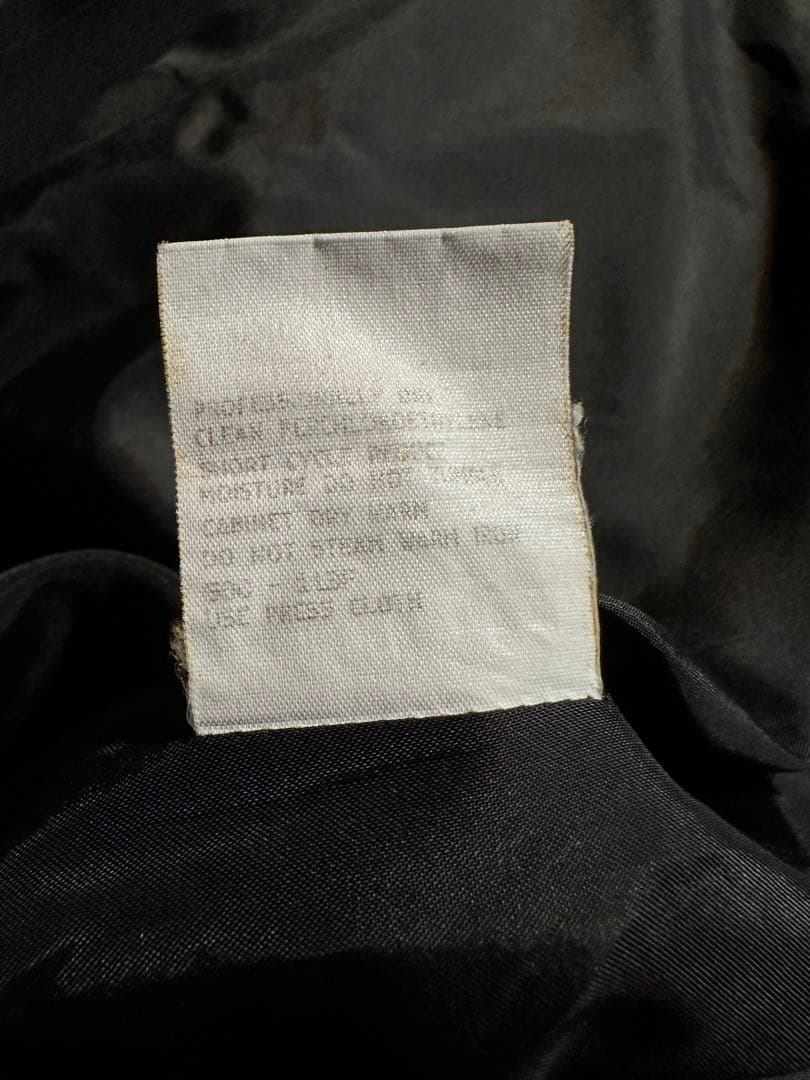 PROFESSIONALLY DRY
CLEAN PERCHLOROETHYLENE
SHORT CYCLE REDUCE
MOISTURE DO NOT TUMBLE
CABINET DRY WARM
DO NOT STEAM WARM IRON
USE PRESS CLOTH